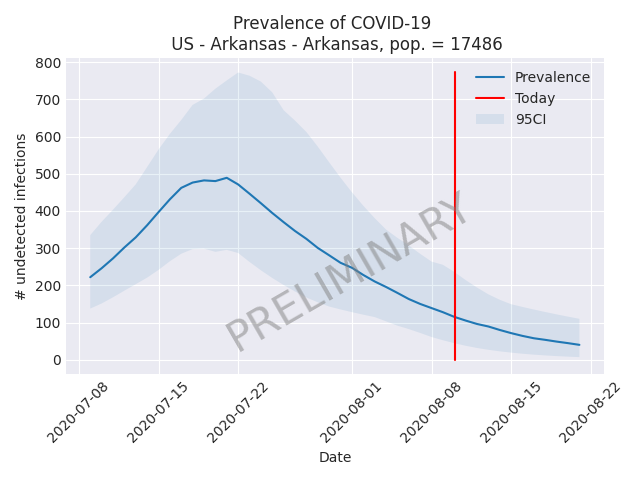 Prevalence of COVID-19
US - Arkansas - Arkansas, pop. = 17486
800
700
600
500
400
300
200
100
0
# undetected infections
Prevalence
Today
95CI
PRELIMINARY
2020-07-08
2020-07-15
2020-07-22
2020-08-01
2020-08-08
2020-08-15
2020-08-22
Date